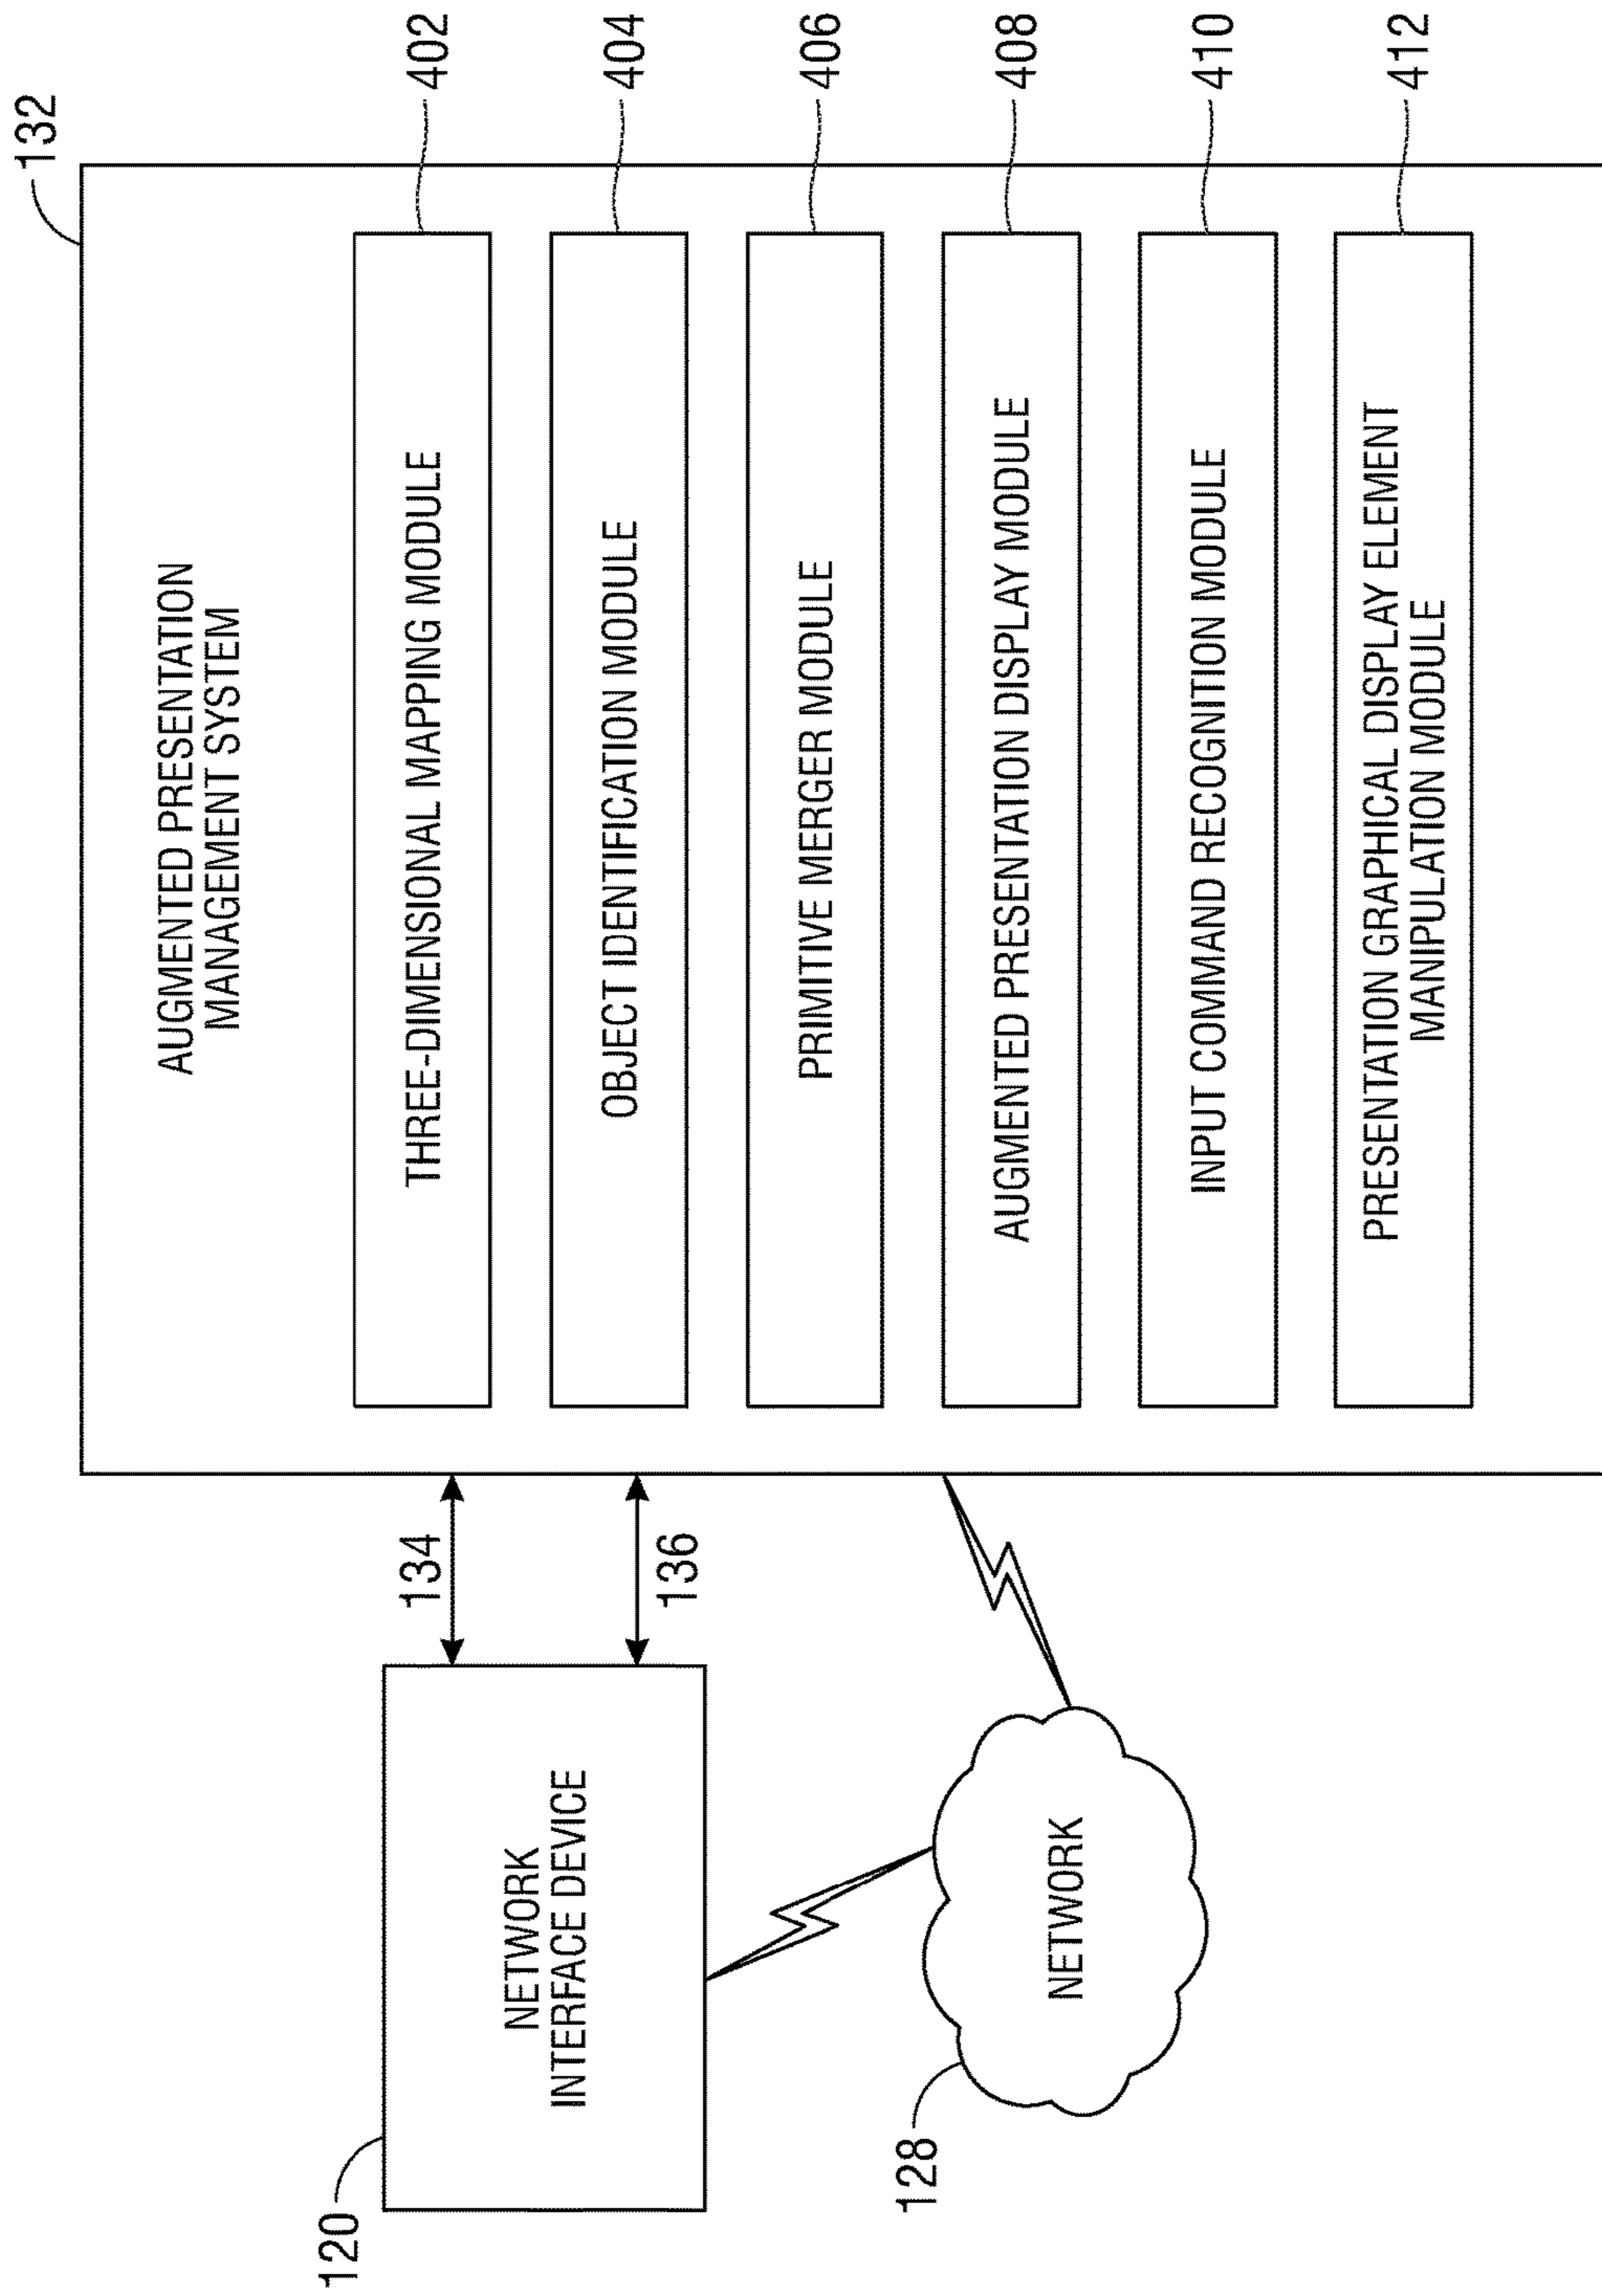 132
AUGMENTED PRESENTATION
MANAGEMENT SYSTEM
120
NETWORK
INTERFACE DEVICE
134
136
THREE-DIMENSIONAL MAPPING MODULE
402
OBJECT IDENTIFICATION MODULE
404
PRIMITIVE MERGER MODULE
406
128
NETWORK
AUGMENTED PRESENTATION DISPLAY MODULE
408
INPUT COMMAND RECOGNITION MODULE
410
PRESENTATION GRAPHICAL DISPLAY ELEMENT
MANIPULATION MODULE
412